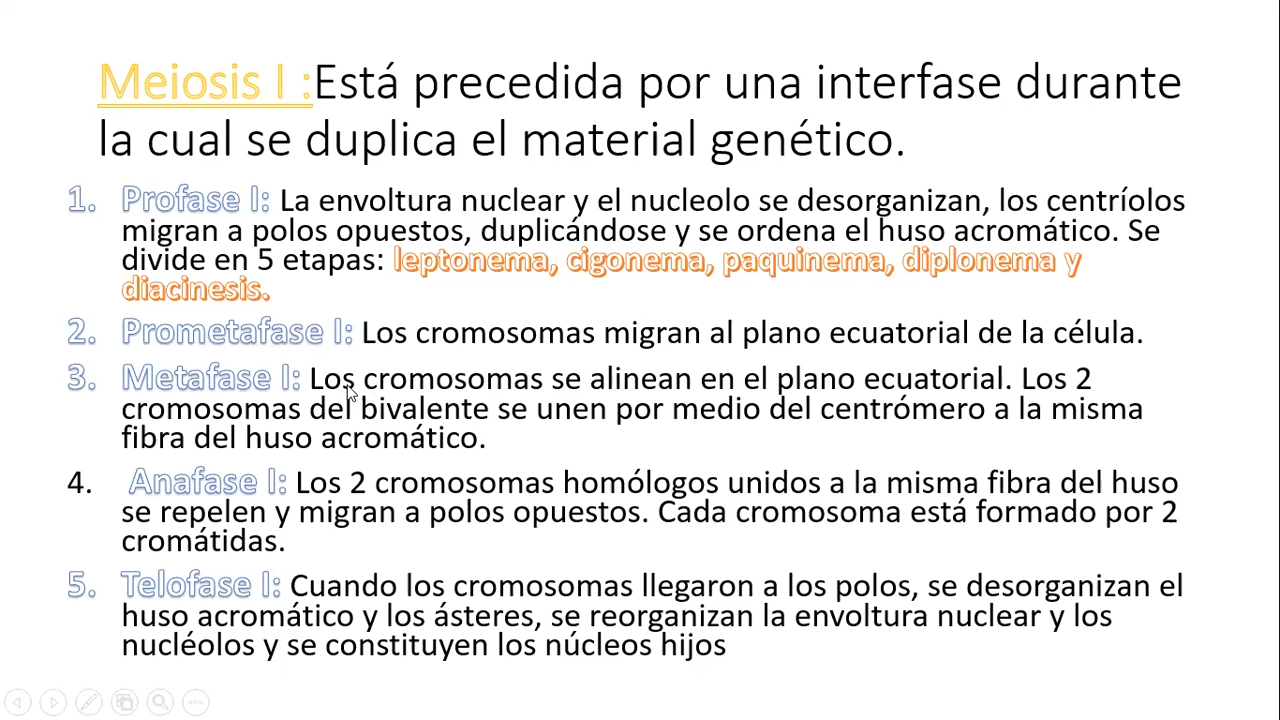 Meiosis I :Está precedida por una interfase durante
la cual se duplica el material genético.
1. Profase I: La envoltura nuclear y el nucleolo se desorganizan, los centríolos
migran a polos opuestos, duplicándose y se ordena el huso acromático. Se
divide en 5 etapas: leptonema, cigonema, paquinema, diplonema y
diacinesis.
2. Prometafase I: Los cromosomas migran al plano ecuatorial de la célula.
3. Metafase I: Los cromosomas se alinean en el plano ecuatorial. Los 2
cromosomas del bivalente se unen por medio del centrómero a la misma
fibra del huso acromático.
4. Anafase I: Los 2 cromosomas homólogos unidos a la misma fibra del huso
se repelen y migran a polos opuestos. Cada cromosoma está formado por 2
cromátidas.
5. Telofase I: Cuando los cromosomas llegaron a los polos, se desorganizan el
huso acromático y los ásteres, se reorganizan la envoltura nuclear y los
nucléolos y se constituyen los núcleos hijos